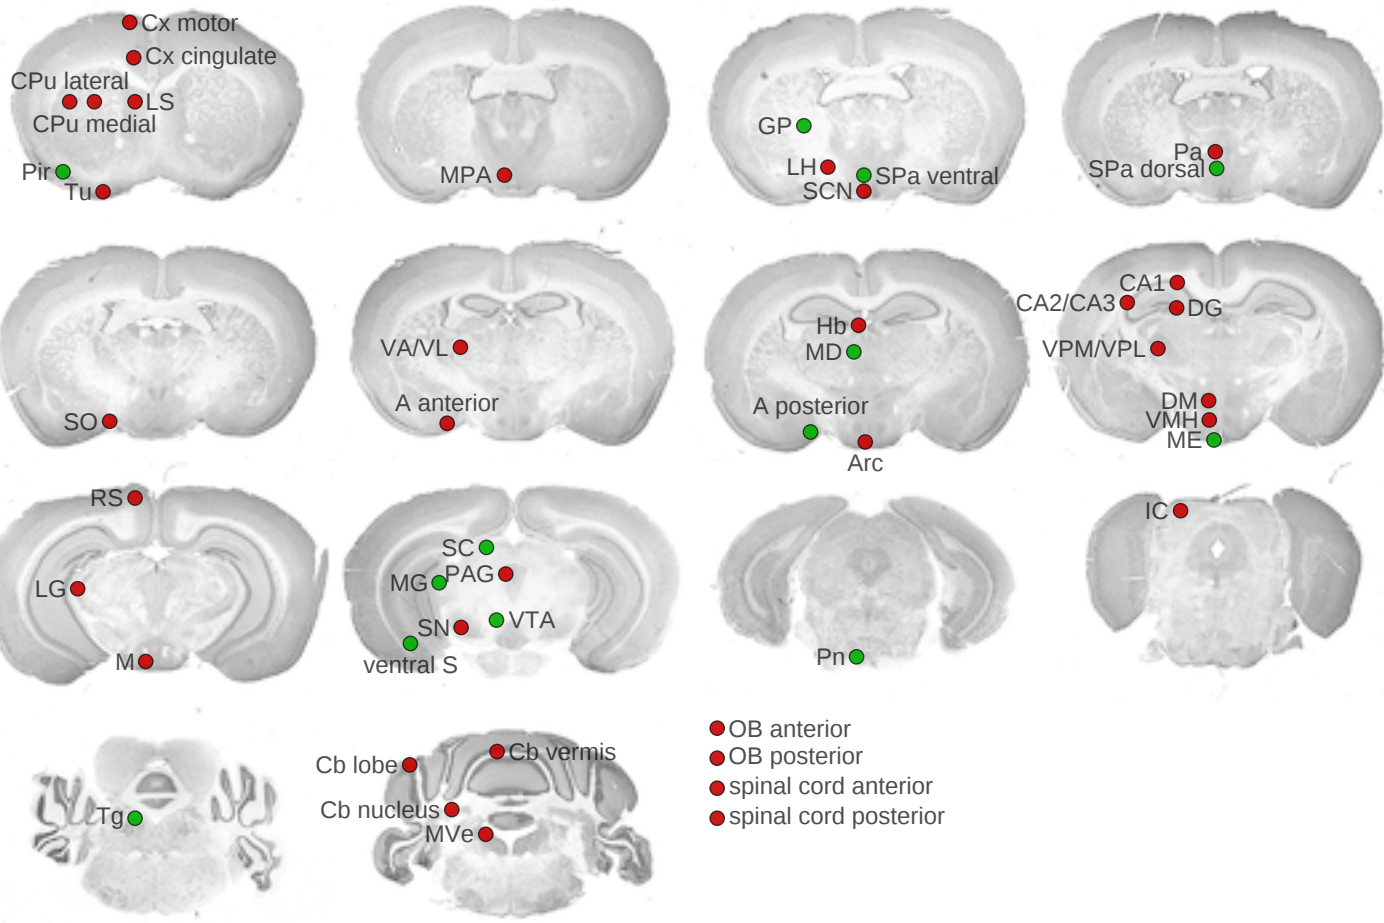 Cx motor
Cx cingulate
CPu lateral
LS
CPu medial
Pir
Tu
MPA
GP
LH
SPa ventral
SCN
Pa
SPa dorsal
SO
VA/VL
A anterior
Hb
MD
A posterior
Arc
CA1
CA2/CA3
DG
VPM/VPL
DM
VMH
ME
RS
LG
M
SC
MG
PAG
SN
VTA
ventral S
Pn
IC
Tg
Cb lobe
Cb vermis
Cb nucleus
MVe
OB anterior
OB posterior
spinal cord anterior
spinal cord posterior